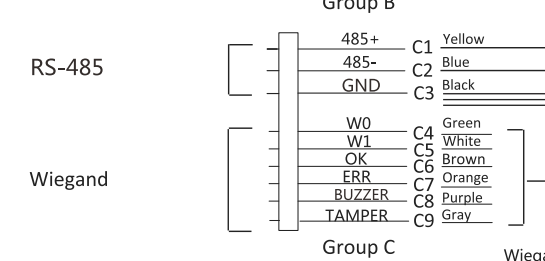 Group B
RS-485
485+ C1 Yellow
485- C2 Blue
GND C3 Black
Wiegand
W0 C4 Green
W1 C5 White
OK C6 Brown
ERR C7 Orange
BUZZER C8 Purple
TAMPER C9 Gray
Group C